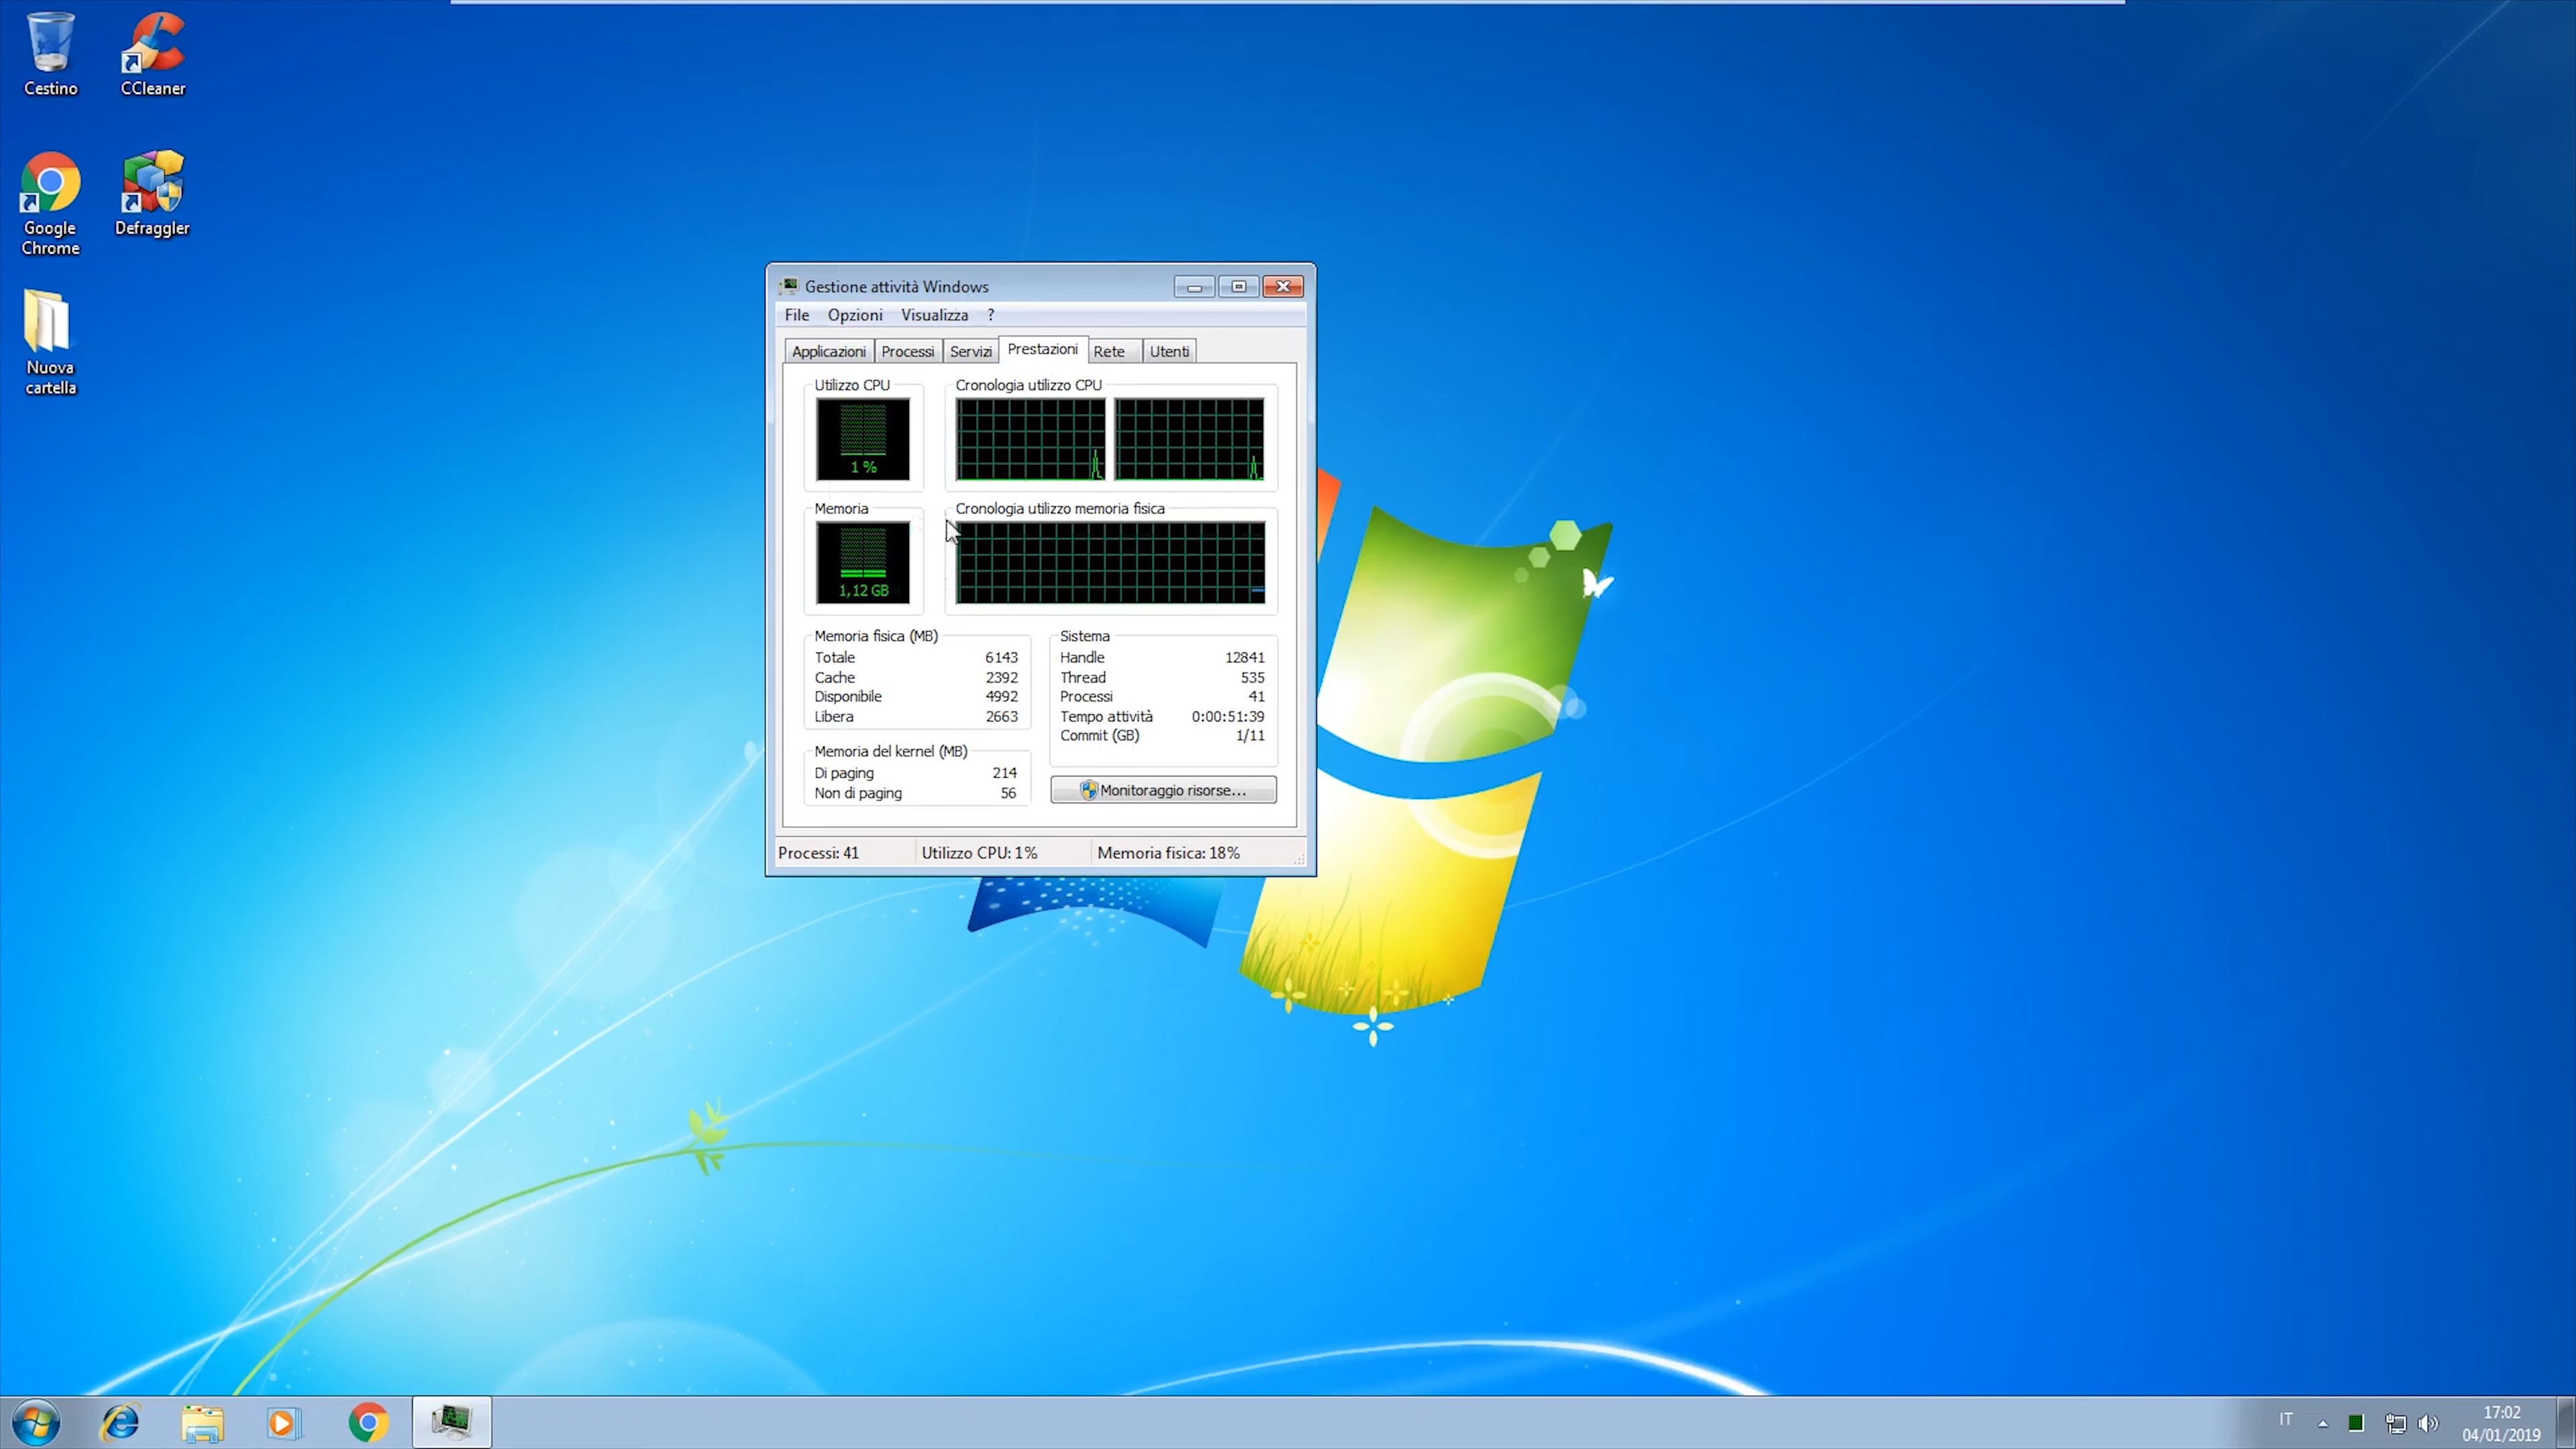 Cestino
CCleaner
Google
Chrome
Defraggler
Nuova
cartella
Gestione attività Windows
File Opzioni Visualizza ?
Applicazioni Processi Servizi Prestazioni Rete Utenti
Utilizzo CPU
Cronologia utilizzo CPU
1 %
Memoria
Cronologia utilizzo memoria fisica
1,12 GB
Memoria fisica (MB)
Totale 6143
Cache 2392
Disponibile 4992
Libera 2663
Sistema
Handle 12841
Thread 535
Processi 41
Tempo attività 0:00:51:39
Commit (GB) 1/11
Memoria del kernel (MB)
Di paging 214
Non di paging 56
Monitoraggio risorse...
Processi: 41 Utilizzo CPU: 1% Memoria fisica: 18%
IT
17:02
04/01/2019